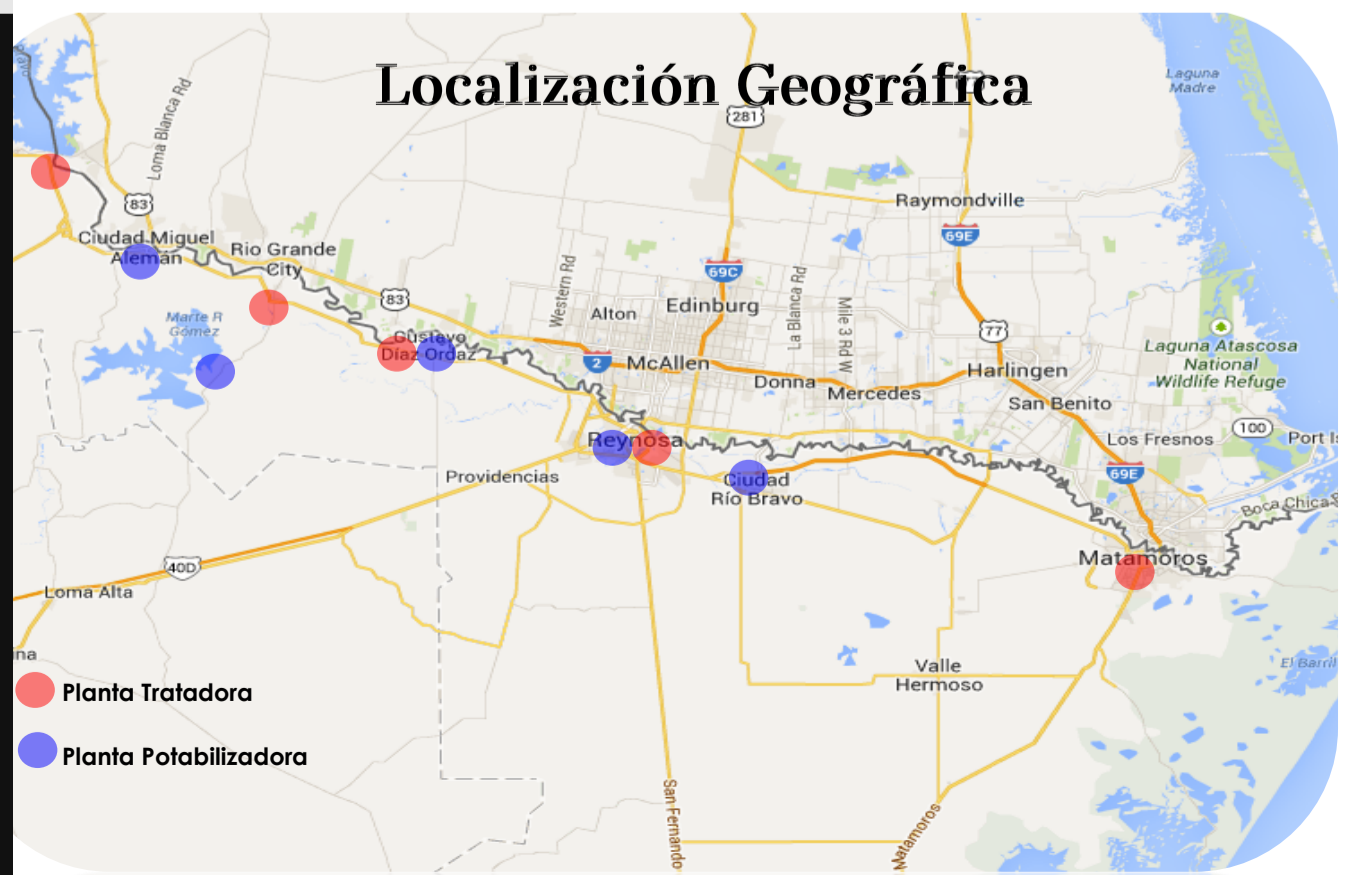 Localización Geográfica
Laguna
Madre
281
Loma Blanca Rd
83
Raymondville
69E
Ciudad Miguel
Alemán
Rio Grande
City
69C
Western Rd
La Blanca Rd
Mile 3 Rd W
83
Edinburg
Alton
Marte R
Gómez
77
Gustavo
Díaz Ordaz
Laguna Atascosa
National
Wildlife Refuge
2
McAllen
Harlingen
Donna
Mercedes
San Benito
100
Reynosa
Los Fresnos
Port
Providencias
69E
Ciudad
Río Bravo
Boca Chica
Matamoros
40D
Loma Alta
ina
El Barril
Valle
Hermoso
Planta Tratadora
Planta Potabilizadora
San Fernando
Matamoros